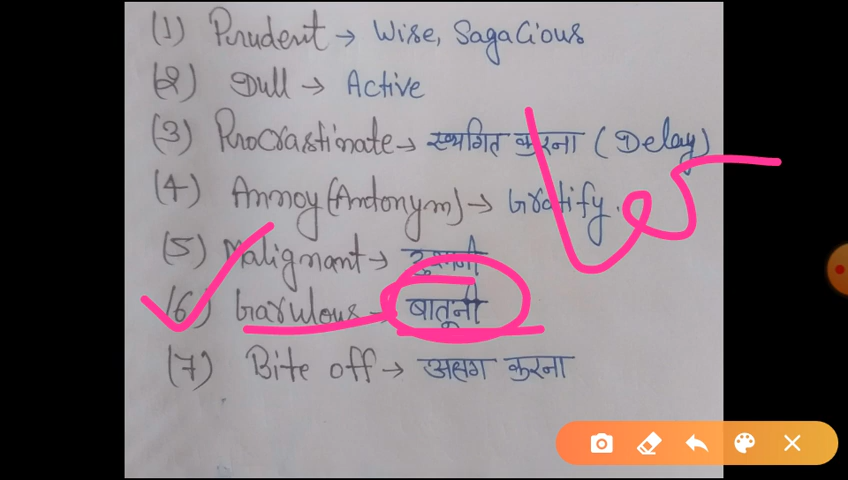 (1) Prudent → Wise, Sagacious
(2) Dull → Active
(3) Procrastinate → स्थगित करना (Delay)
(4) Annoy (Antonym) → Gratify.
(5) Malignant →
(6) Garulous → बातूनी
(7) Bite off → अलग करना